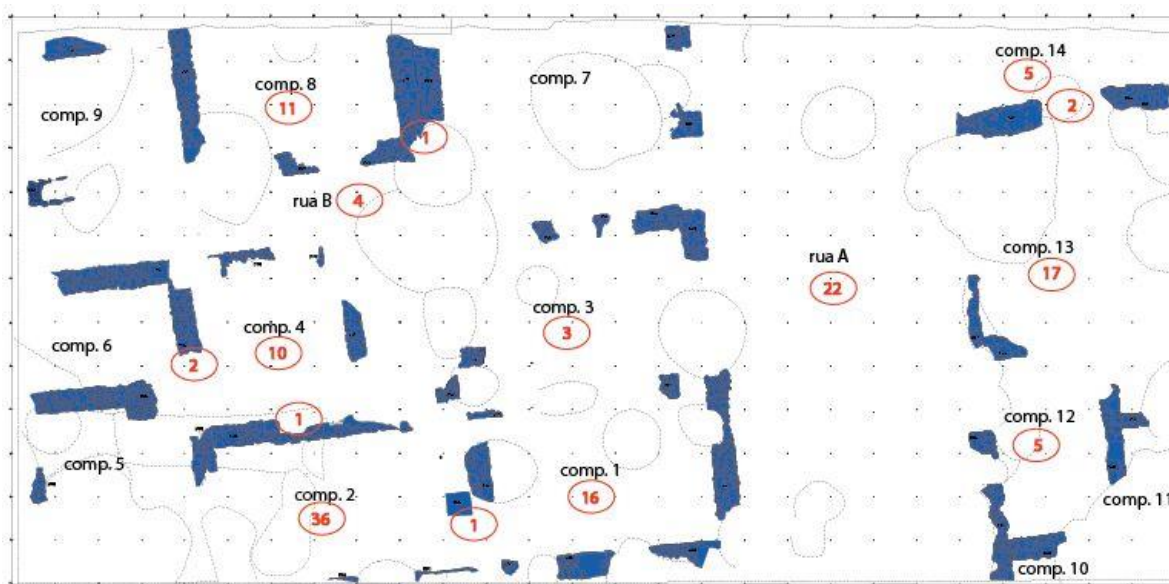 comp. 14
5
comp. 8
11
comp. 7
2
comp. 9
1
rua B
4
comp. 13
17
rua A
22
comp. 3
3
comp. 4
10
comp. 6
2
1
comp. 12
5
comp. 5
comp. 1
16
comp. 2
36
1
comp. 11
comp. 10